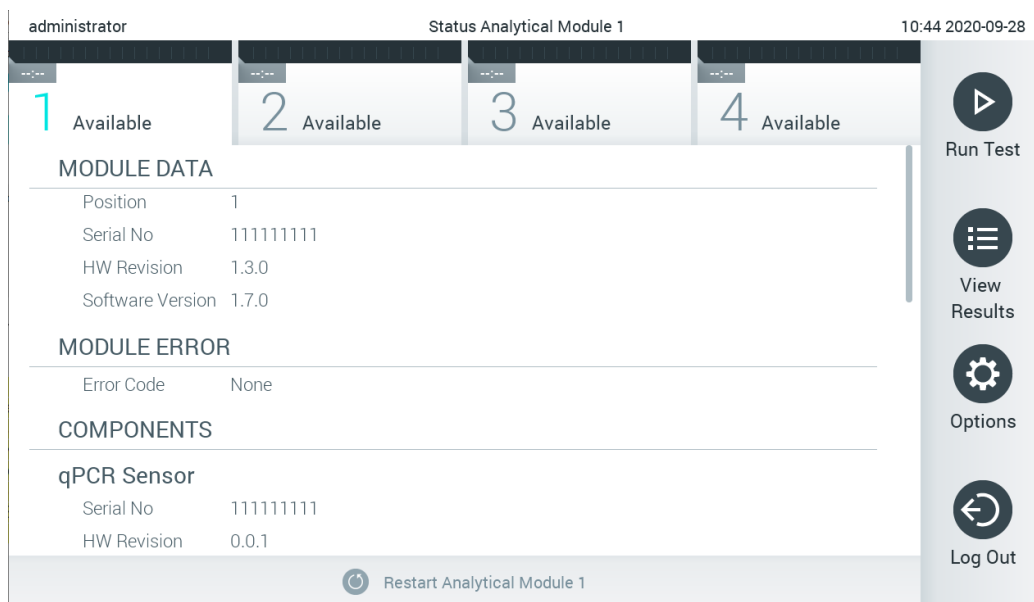 administrator
Status Analytical Module 1
10:44 2020-09-28
--:--
1 Available
--:--
2 Available
--:--
3 Available
--:--
4 Available
MODULE DATA
Position 1
Serial No 111111111
HW Revision 1.3.0
Software Version 1.7.0
MODULE ERROR
Error Code None
COMPONENTS
qPCR Sensor
Serial No 111111111
HW Revision 0.0.1
Restart Analytical Module 1
Run Test
View
Results
Options
Log Out